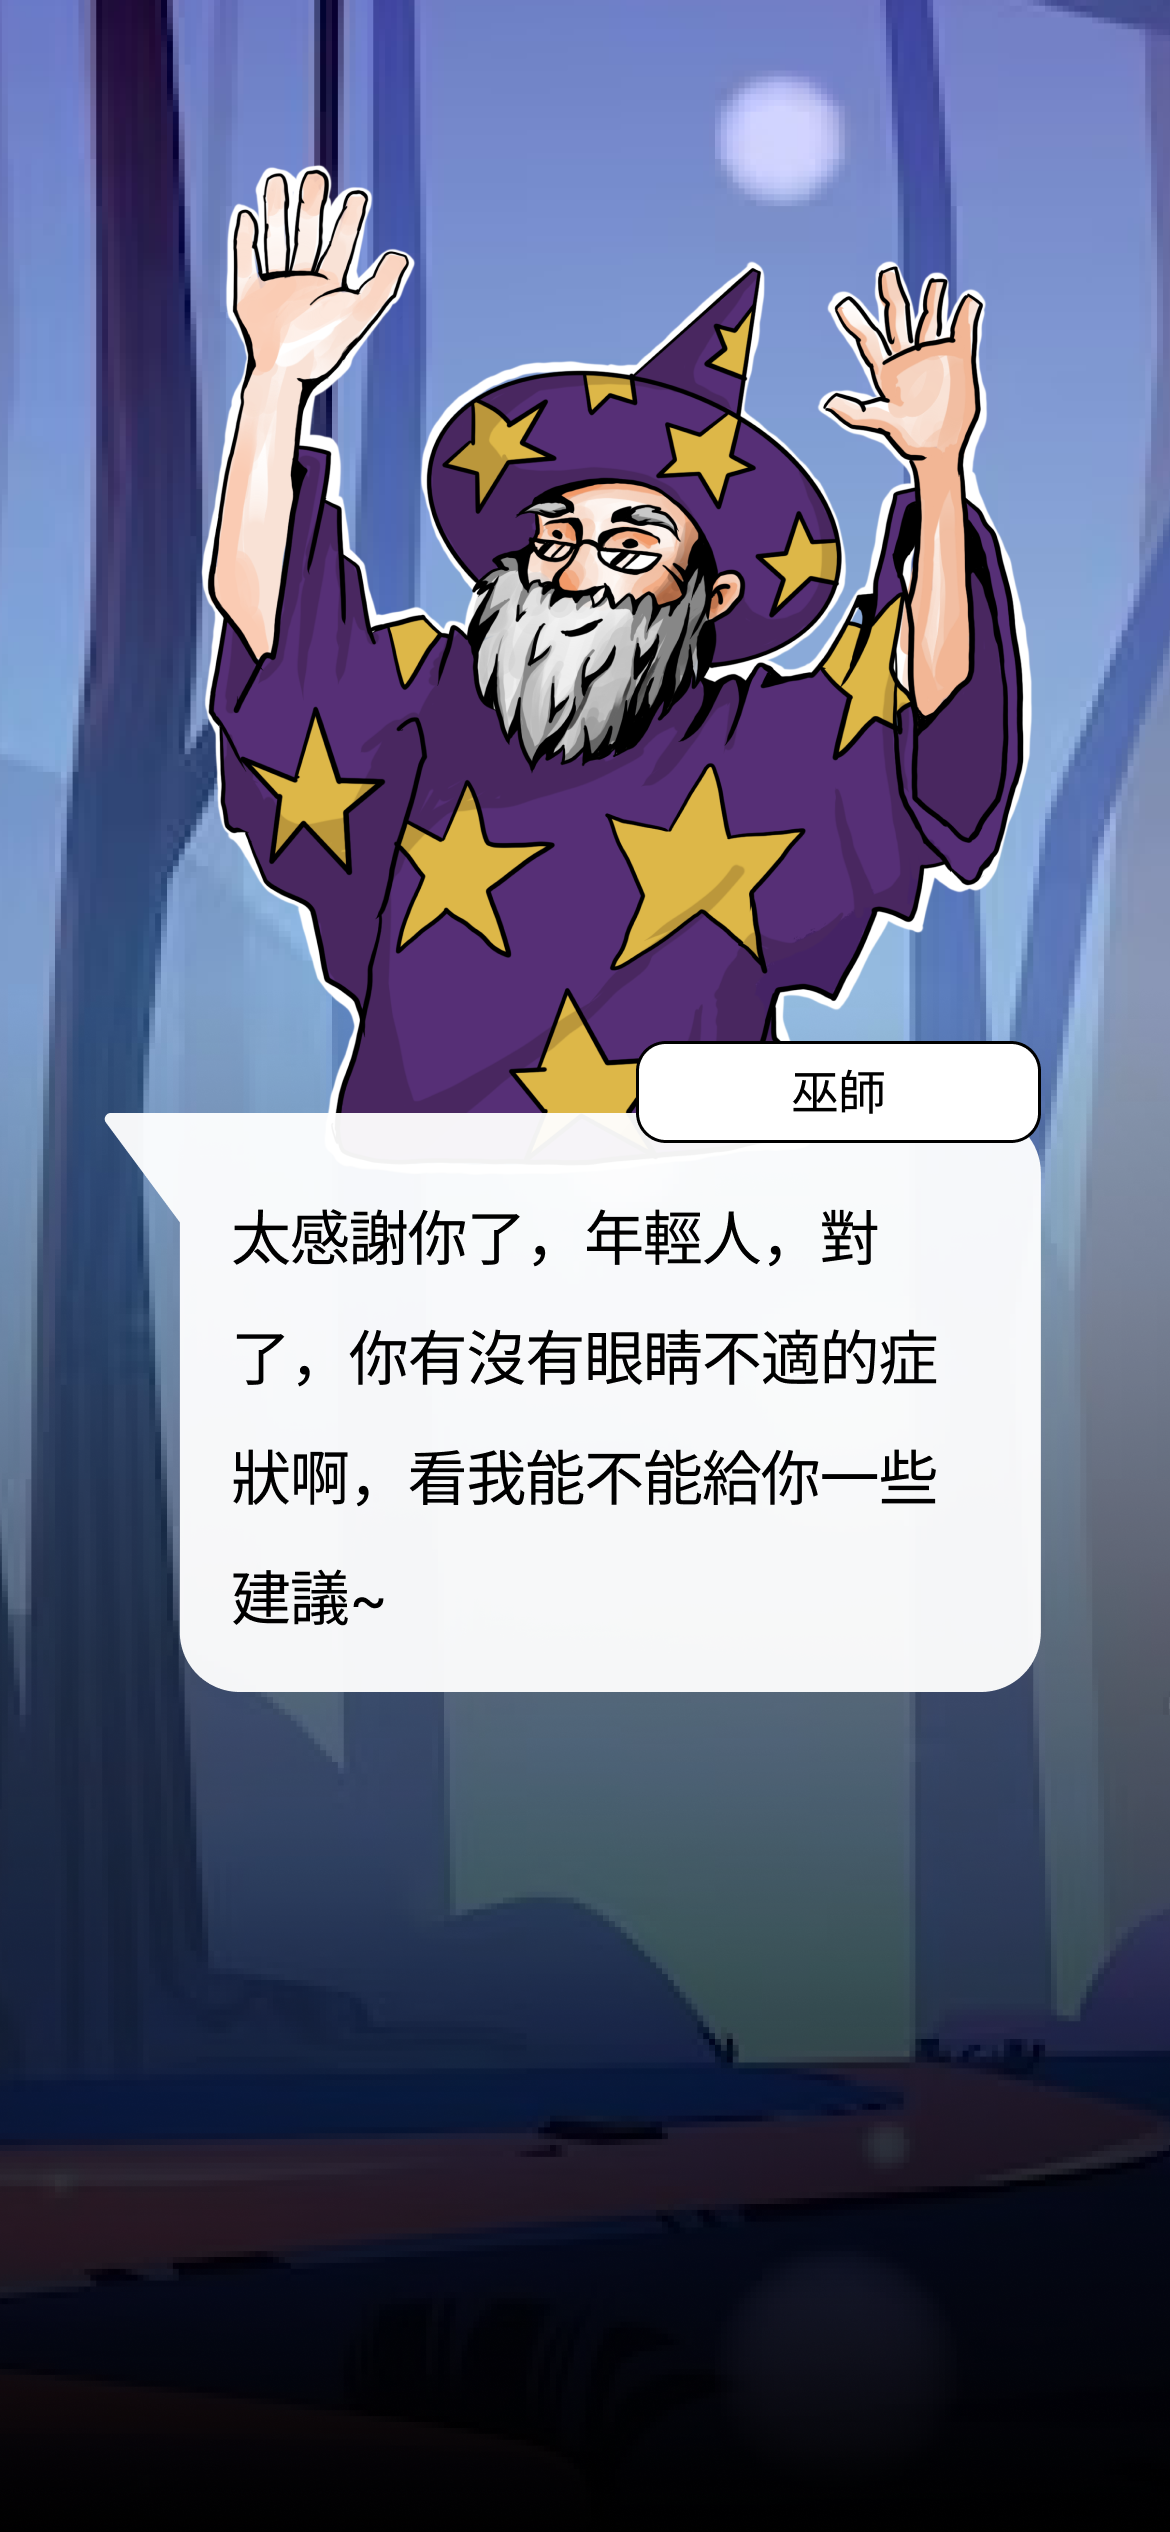 巫師
太感謝你了，年輕人，對
了，你有沒有眼睛不適的症
狀啊，看我能不能給你一些
建議~